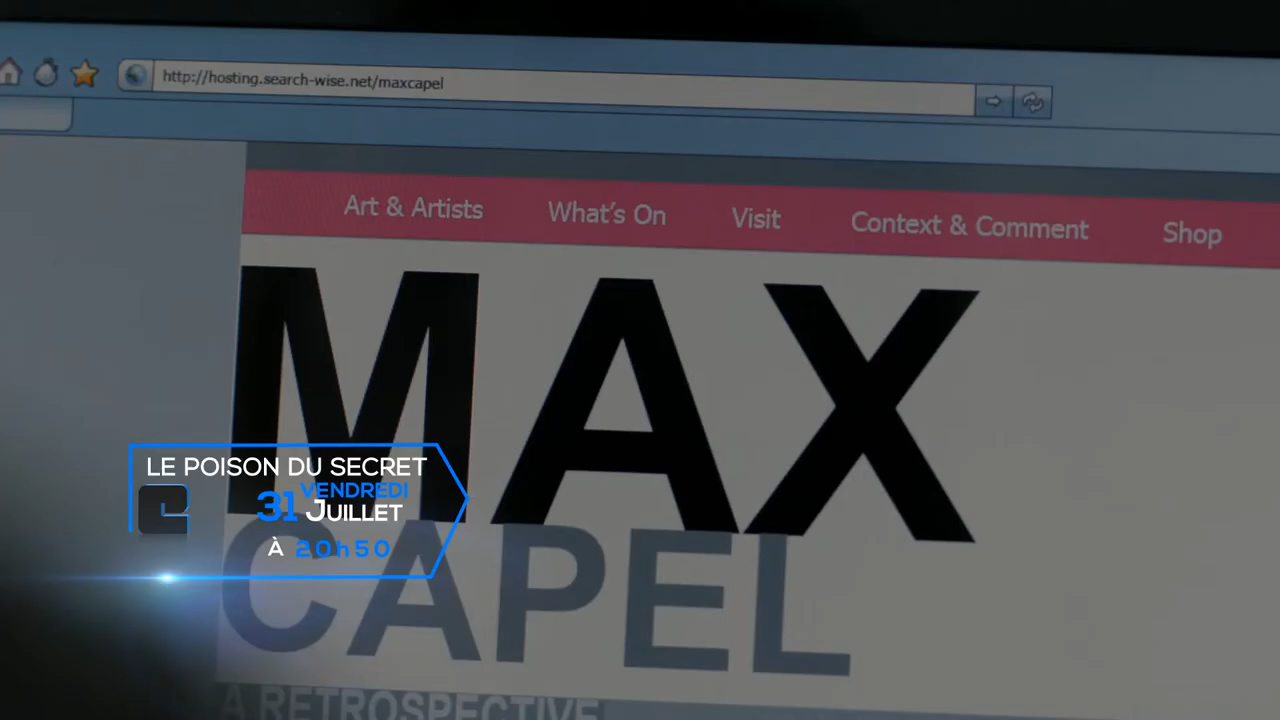 http://hosting.search-wise.net/maxcapel
Art & Artists What's On Visit Context & Comment Shop
MAX
CAPEL
A RETROSPECTIVE
LE POISON DU SECRET
VENDREDI
31 JUILLET
À 20h50